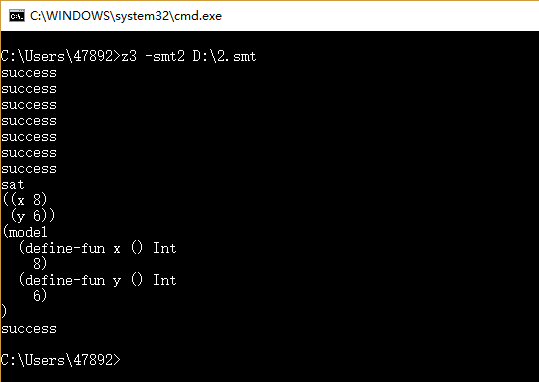 C:\WINDOWS\system32\cmd.exe
C:\Users\47892>z3 -smt2 D:\2.smt
success
success
success
success
success
success
success
sat
((x 8)
 (y 6))
(model
  (define-fun x () Int
    8)
  (define-fun y () Int
    6)
)
success
C:\Users\47892>